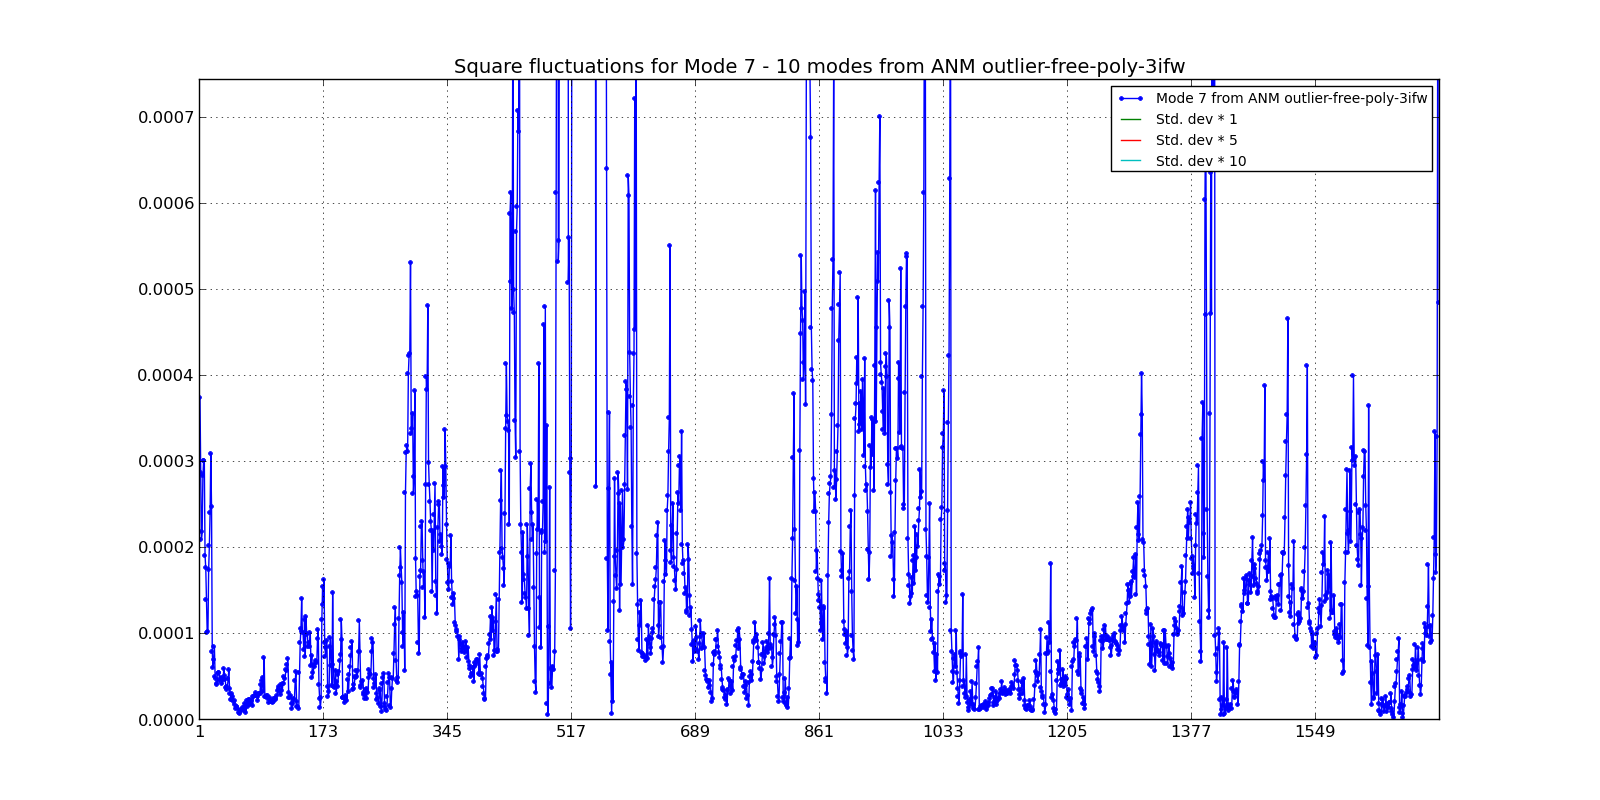 Square fluctuations for Mode 7 - 10 modes from ANM outlier-free-poly-3ifw
Mode 7 from ANM outlier-free-poly-3ifw
Std. dev * 1
Std. dev * 5
Std. dev * 10
0.0007
0.0006
0.0005
0.0004
0.0003
0.0002
0.0001
0.0000
1 173 345 517 689 861 1033 1205 1377 1549